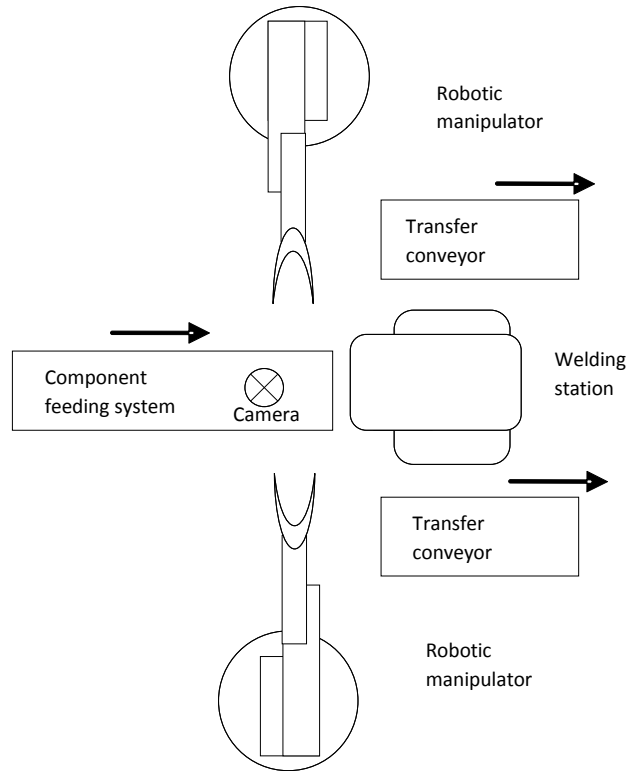 Robotic
manipulator
Transfer
conveyor
Component
feeding system
Camera
Welding
station
Transfer
conveyor
Robotic
manipulator